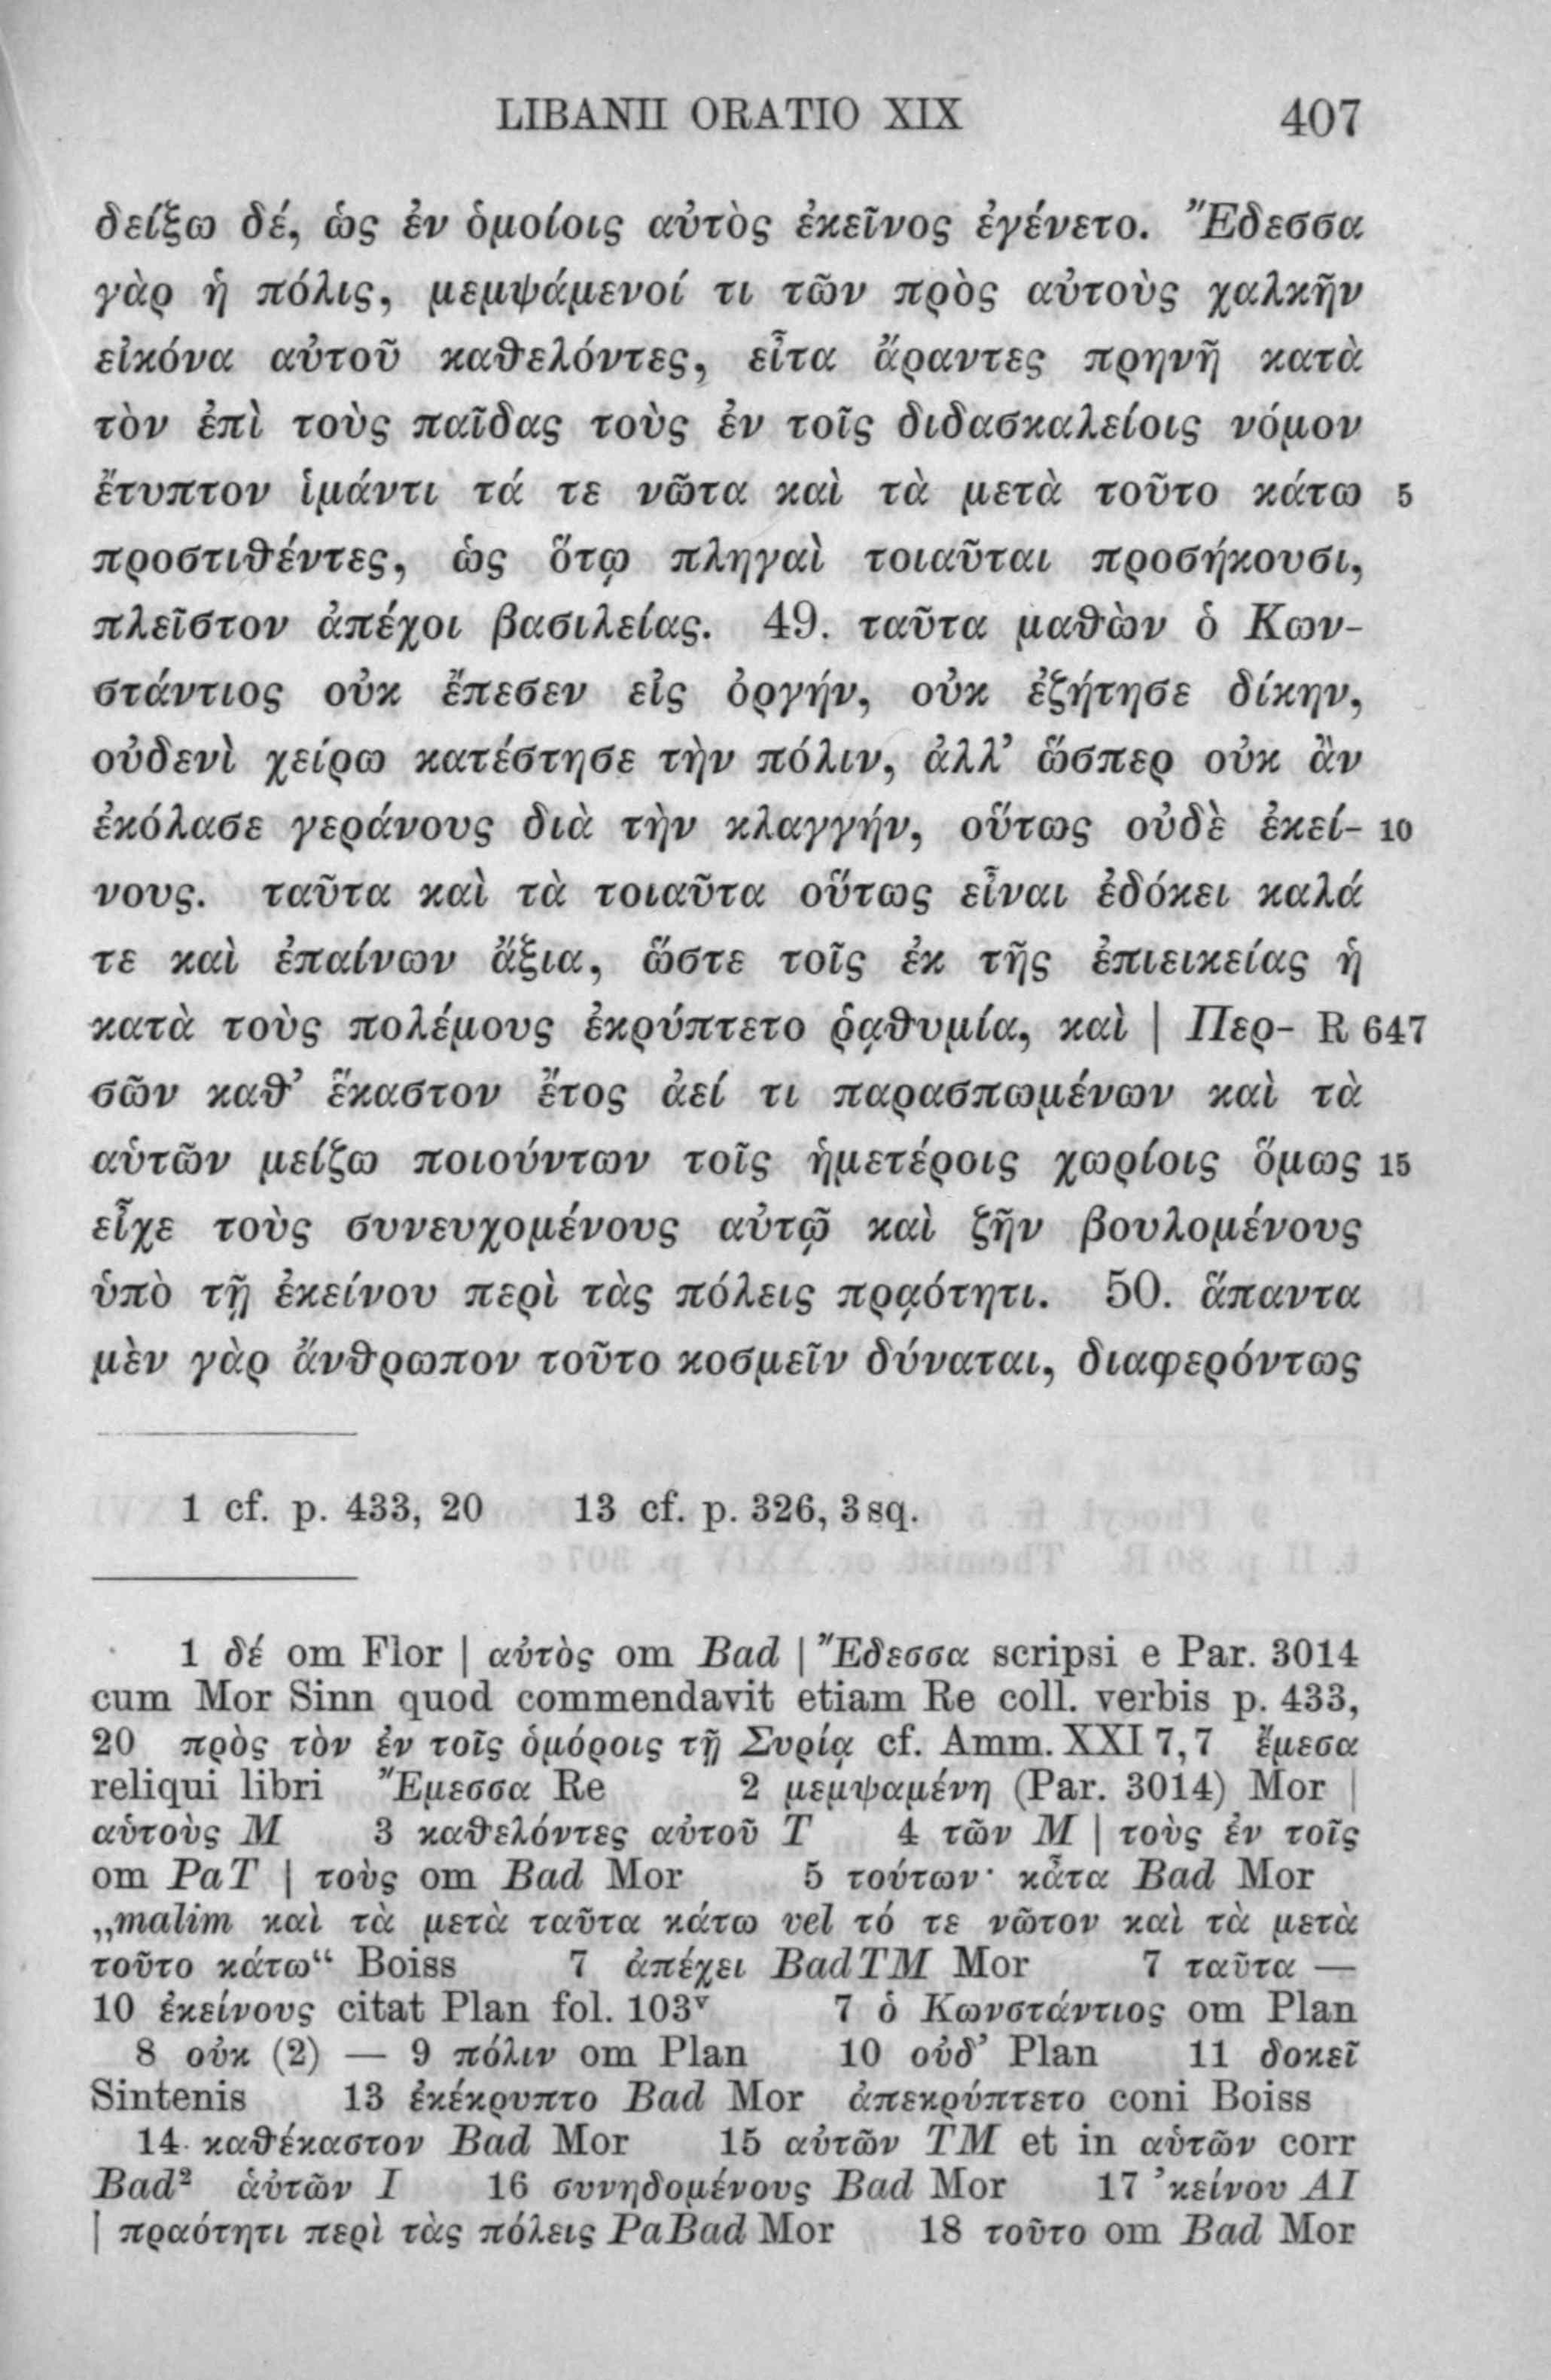 LIBANII ORATIO XIX 407
δείξω δέ, ὡς ἐν ὁμοίοις αὐτὸς ἐκεῖνος ἐγένετο. Ἔδεσσα
γὰρ ἡ πόλις, μεμψάμενοί τι τῶν πρὸς αὐτοὺς χαλκῆν
εἰκόνα αὐτοῦ καθελόντες, εἶτα ἄραντες πρηνῆ κατὰ
τὸν ἐπὶ τοὺς παῖδας τοὺς ἐν τοῖς διδασκαλείοις νόμον
ἔτυπτον ἱμάντι τά τε νῶτα καὶ τὰ μετὰ τοῦτο κάτω 5
προστιθέντες, ὡς ὅτῳ πληγαὶ τοιαῦται προσήκουσι,
πλεῖστον ἀπέχοι βασιλείας. 49. ταῦτα μαθὼν ὁ Κων-
στάντιος οὐκ ἔπεσεν εἰς ὀργήν, οὐκ ἐζήτησε δίκην,
οὐδενὶ χείρω κατέστησε τὴν πόλιν, ἀλλ’ ὥσπερ οὐκ ἂν
ἐκόλασε γεράνους διὰ τὴν κλαγγήν, οὕτως οὐδὲ ἐκεί- 10
νους. ταῦτα καὶ τὰ τοιαῦτα οὕτως εἶναι ἐδόκει καλά
τε καὶ ἐπαίνων ἄξια, ὥστε τοῖς ἐκ τῆς ἐπιεικείας ἡ
κατὰ τοὺς πολέμους ἐκρύπτετο ῥᾳθυμία, καὶ | Περ- R 647
σῶν καθ’ ἕκαστον ἔτος ἀεί τι παρασπωμένων καὶ τὰ
αὑτῶν μείζω ποιούντων τοῖς ἡμετέροις χωρίοις ὅμως 15
εἶχε τοὺς συνευχομένους αὐτῷ καὶ ζῆν βουλομένους
ὑπὸ τῇ ἐκείνου περὶ τὰς πόλεις πρᾳότητι. 50. ἅπαντα
μὲν γὰρ ἄνθρωπον τοῦτο κοσμεῖν δύναται, διαφερόντως
1 cf. p. 433, 20 13 cf. p. 326, 3 sq.
1 δέ om Flor | αὐτὸς om Bad | Ἔδεσσα scripsi e Par. 3014
cum Mor Sinn quod commendavit etiam Re coll. verbis p. 433,
20 πρὸς τὸν ἐν τοῖς ὁμόροις τῇ Συρίᾳ cf. Amm. XXI 7, 7 ἔμεσα
reliqui libri Ἔμεσσα Re 2 μεμψαμένη (Par. 3014) Mor |
αὑτοὺς M 3 καθελόντες αὐτοῦ T 4 τῶν M | τοὺς ἐν τοῖς
om PaT | τοὺς om Bad Mor 5 τούτων· κᾆτα Bad Mor
„malim καὶ τὰ μετὰ ταῦτα κάτω vel τό τε νῶτον καὶ τὰ μετὰ
τοῦτο κάτω“ Boiss 7 ἀπέχει BadTM Mor 7 ταῦτα —
10 ἐκείνους citat Plan fol. 103ᵛ 7 ὁ Κωνστάντιος om Plan
8 οὐκ (2) — 9 πόλιν om Plan 10 οὐδ’ Plan 11 δοκεῖ
Sintenis 13 ἐκέκρυπτο Bad Mor ἀπεκρύπτετο coni Boiss
14 καθέκαστον Bad Mor 15 αὐτῶν TM et in αὑτῶν corr
Bad² ἁὐτῶν I 16 συνηδομένους Bad Mor 17 ’κείνου AI
| πραότητι περὶ τὰς πόλεις PaBad Mor 18 τοῦτο om Bad Mor